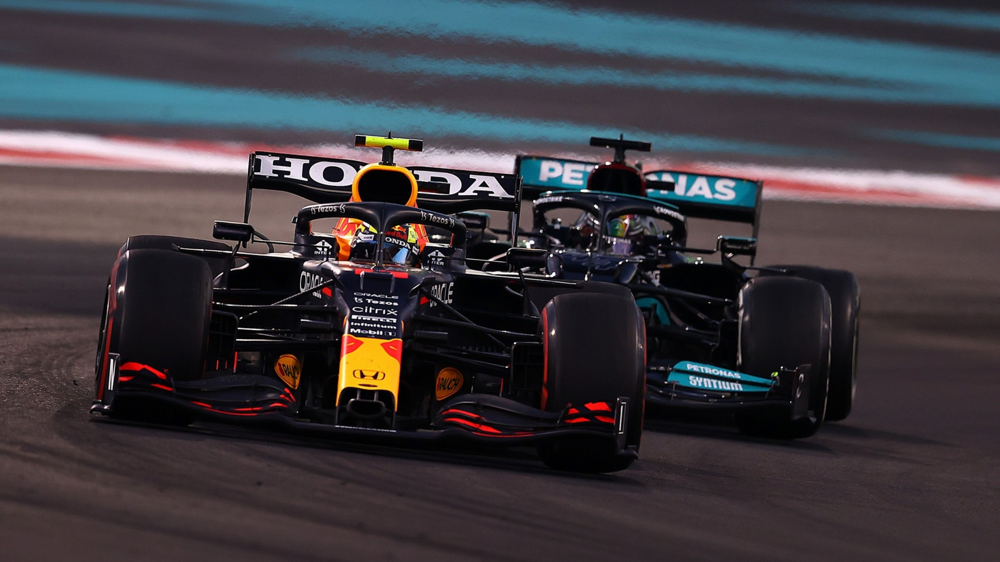 HONDA
PETRONAS
Tezos
Tezos
CROWDSTRIKE
Red Bull
HONDA
INTER
INTER
ORACLE
ORACLE
ORACLE
Tezos
citrix
PIRELLI
infinitum
Mobil 1
RAUCH
RAUCH
PETRONAS
SYNTIUM